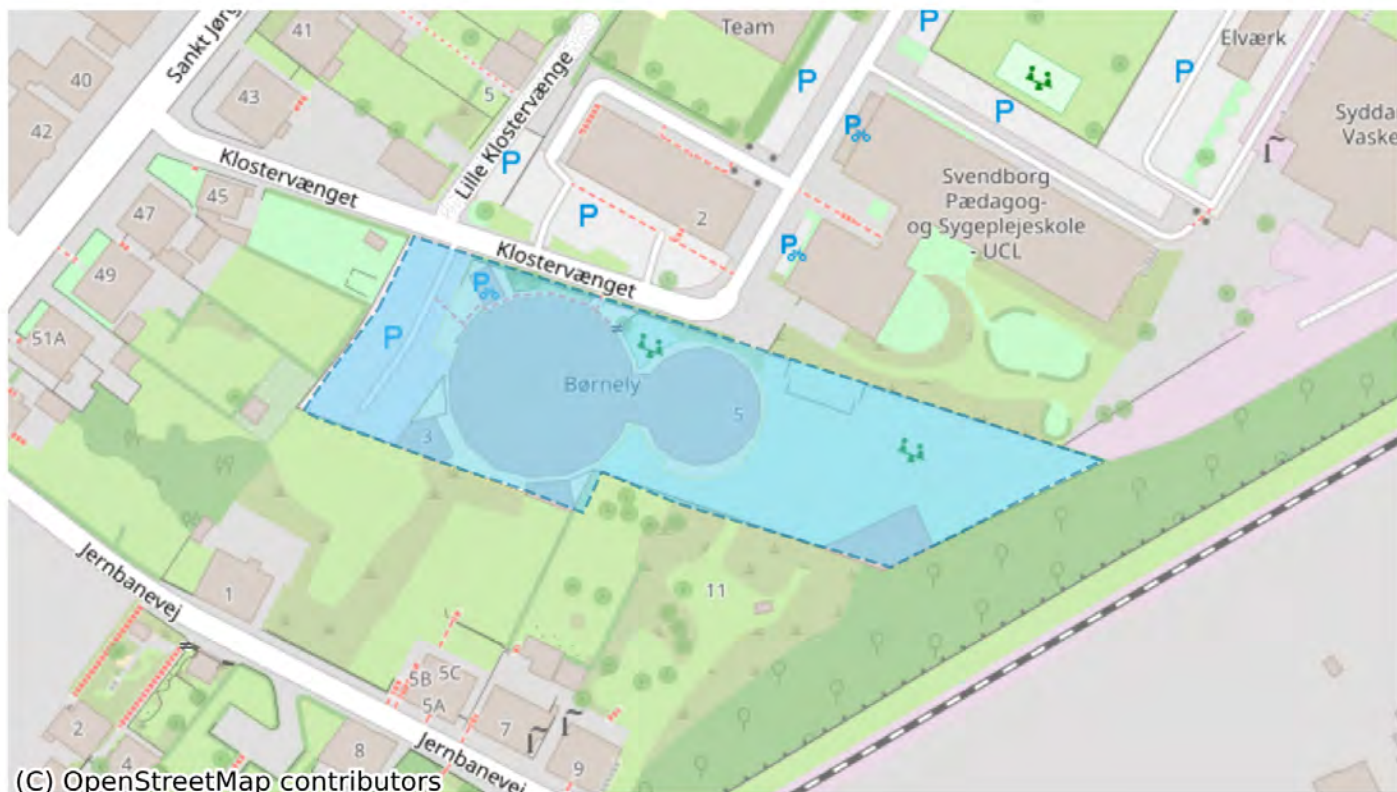 Team
Elværk
41
Sankt Jørg
40
5
43
P
P
P
P
42
P
Sydda
Vaske
Klostervænget
Lille Klostervænge
P
Svendborg
Pædagog-
og Sygeplejeskole
- UCL
45
47
2
P
49
Klostervænget
P
P
51A
P
Børnely
5
3
11
Jernbanevej
1
5B
5C
5A
2
7
4
8
Jernbanevej
9
(C) OpenStreetMap contributors